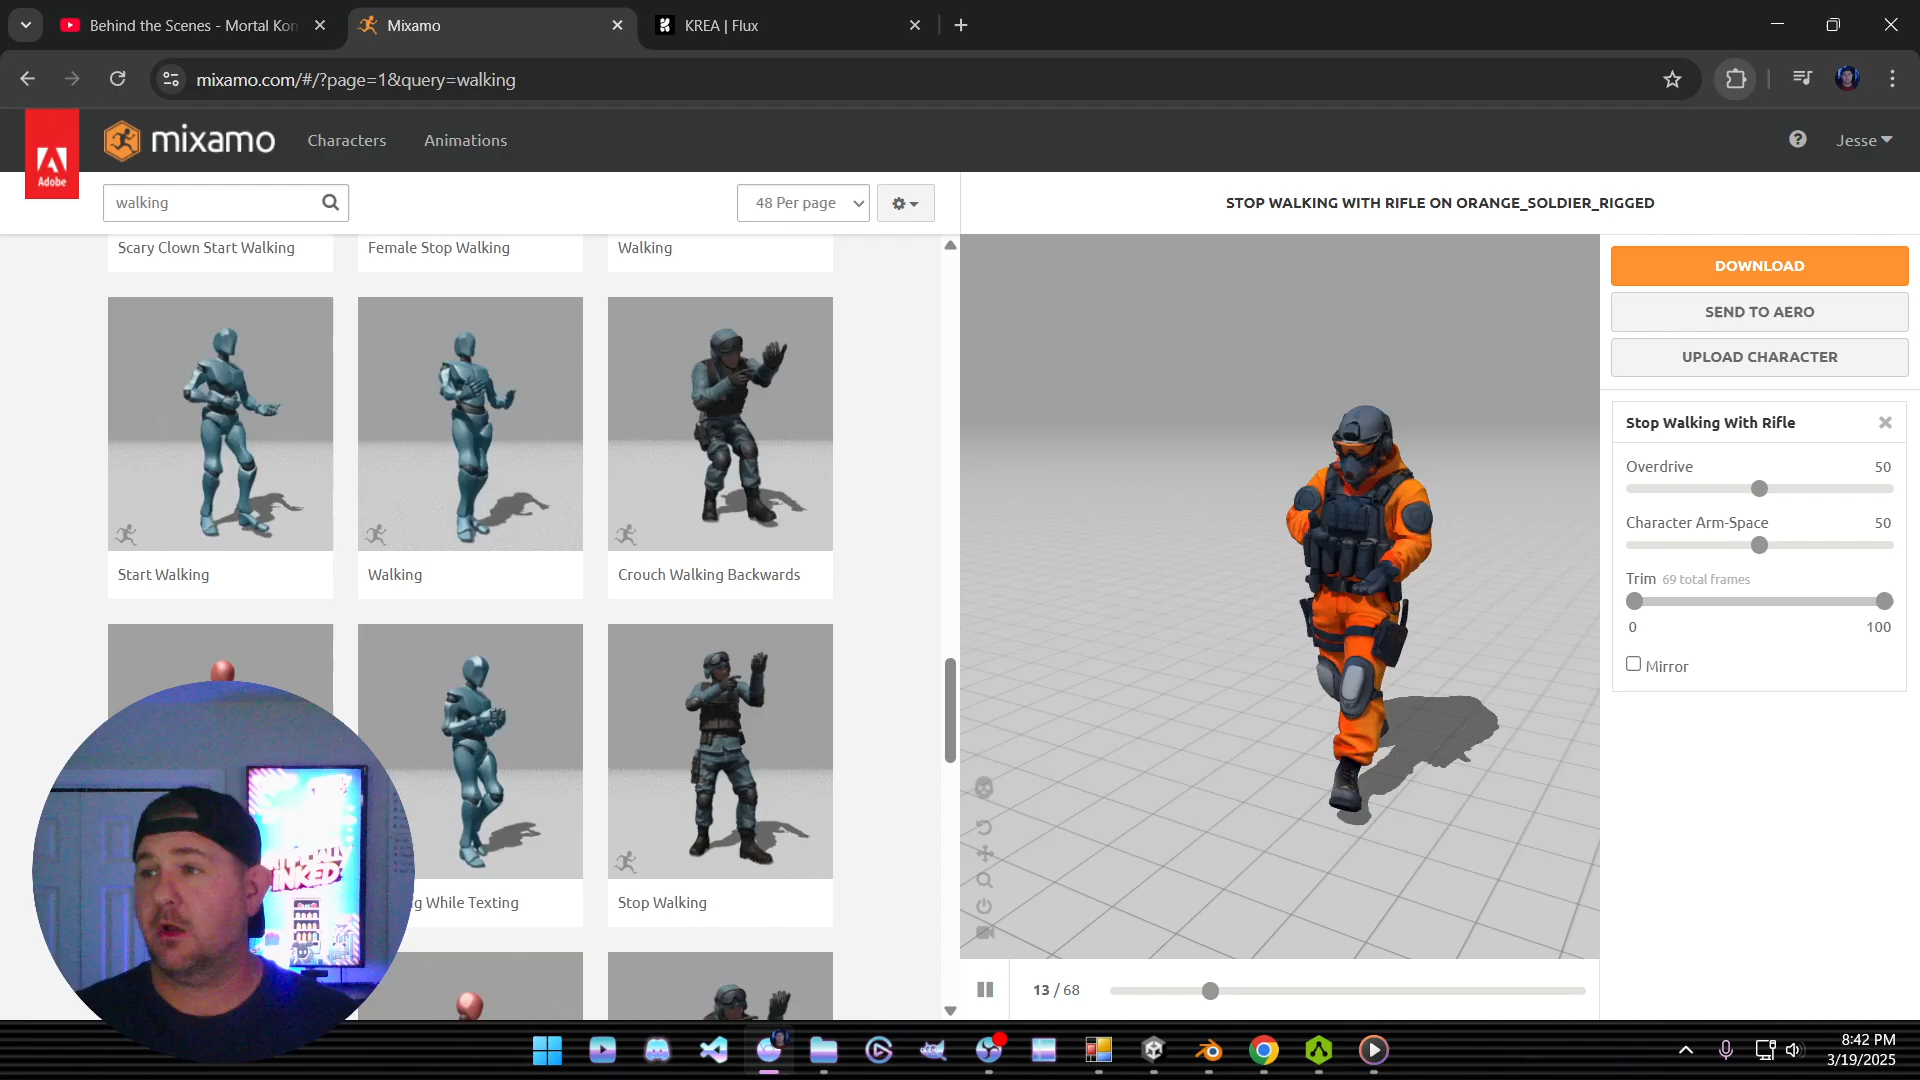 Behind the Scenes - Mortal Kon
Mixamo
KREA | Flux
mixamo.com/#/?page=1&query=walking
Adobe
mixamo
Characters
Animations
Jesse
walking
48 Per page
STOP WALKING WITH RIFLE ON ORANGE_SOLDIER_RIGGED
Scary Clown Start Walking
Female Stop Walking
Walking
DOWNLOAD
SEND TO AERO
UPLOAD CHARACTER
Stop Walking With Rifle
Overdrive
50
Character Arm-Space
50
Trim 69 total frames
0
100
Mirror
Start Walking
Walking
Crouch Walking Backwards
g While Texting
Stop Walking
INKED
13 / 68
8:42 PM
3/19/2025